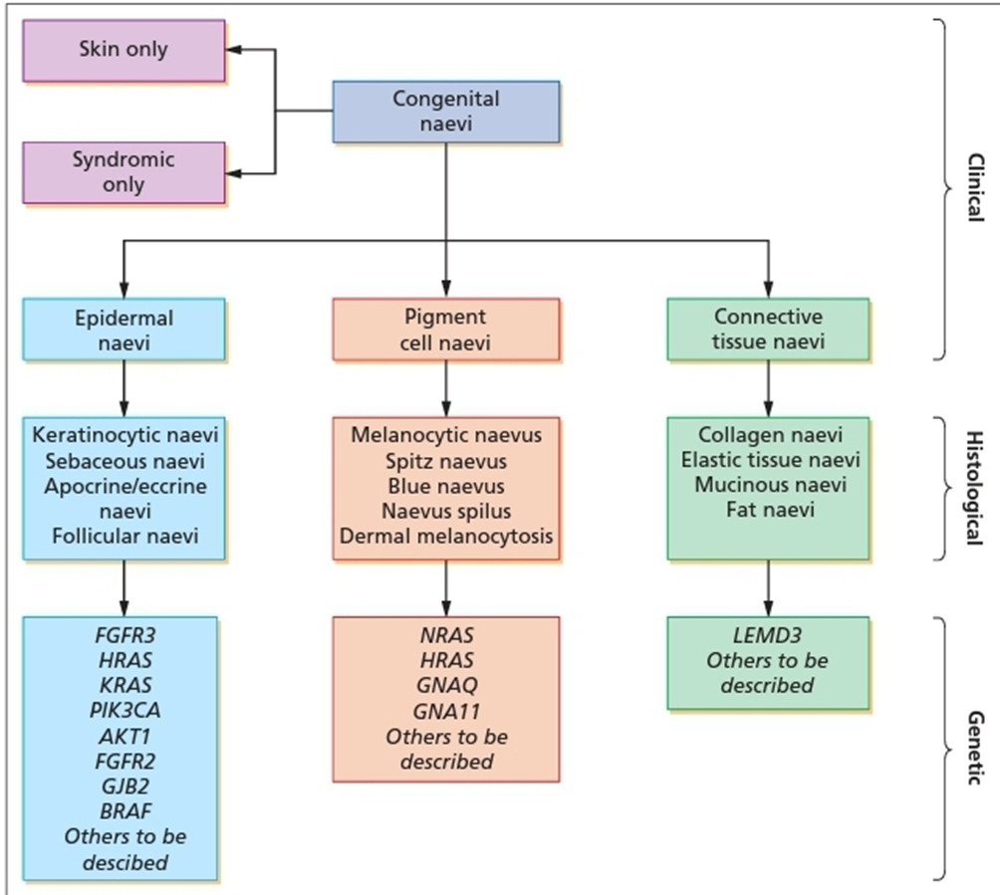 Skin only
Congenital
naevi
Syndromic
only
Clinical
Epidermal
naevi
Pigment
cell naevi
Connective
tissue naevi
Keratinocytic naevi
Sebaceous naevi
Apocrine/eccrine
naevi
Follicular naevi
Melanocytic naevus
Spitz naevus
Blue naevus
Naevus spilus
Dermal melanocytosis
Collagen naevi
Elastic tissue naevi
Mucinous naevi
Fat naevi
Histological
FGFR3
HRAS
KRAS
PIK3CA
AKT1
FGFR2
GJB2
BRAF
Others to be
descibed
NRAS
HRAS
GNAQ
GNA11
Others to be
described
LEMD3
Others to be
described
Genetic